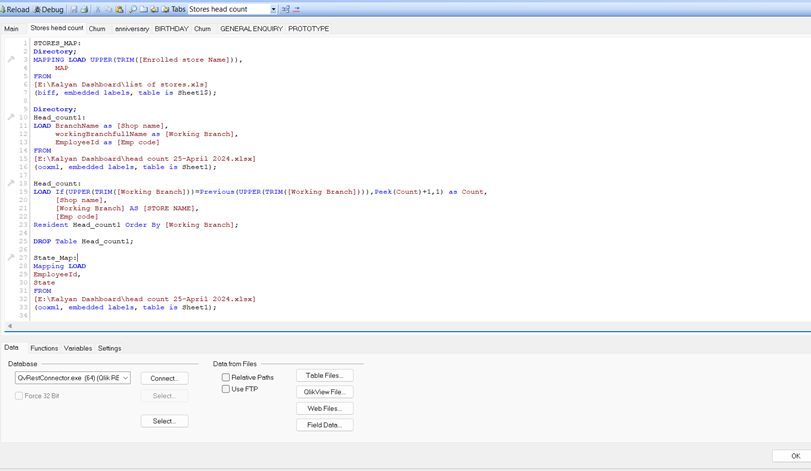 Reload Debug Tabs Stores head count
Main Stores head count Churn anniversary BIRTHDAY Churn GENERAL ENQUIRY PROTOTYPE
1 STORES_MAP:
2 Directory;
3 MAPPING LOAD UPPER(TRIM([Enrolled store Name])),
4 MAP
5 FROM
6 [E:\Kalyan Dashboard\list of stores.xls]
7 (biff, embedded labels, table is Sheet1$);
8
9 Directory;
10 Head_count1:
11 LOAD BranchName as [Shop name],
12 workingBranchfullName as [Working Branch],
13 EmployeeId as [Emp code]
14 FROM
15 [E:\Kalyan Dashboard\head count 25-April 2024.xlsx]
16 (ooxml, embedded labels, table is Sheet1);
17
18 Head_count:
19 LOAD If(UPPER(TRIM([Working Branch]))=Previous(UPPER(TRIM([Working Branch]))),Peek(Count)+1,1) as Count,
20 [Shop name],
21 [Working Branch] AS [STORE NAME],
22 [Emp code]
23 Resident Head_count1 Order By [Working Branch];
24
25 DROP Table Head_count1;
26
27 State_Map:
28 Mapping LOAD
29 EmployeeId,
30 State
31 FROM
32 [E:\Kalyan Dashboard\head count 25-April 2024.xlsx]
33 (ooxml, embedded labels, table is Sheet1);
34
Data Functions Variables Settings
Database
QvRestConnector.exe (64) (Qlik RE
Connect...
Force 32 Bit
Select...
Select...
Data from Files
Relative Paths
Use FTP
Table Files...
QlikView File...
Web Files...
Field Data...
OK